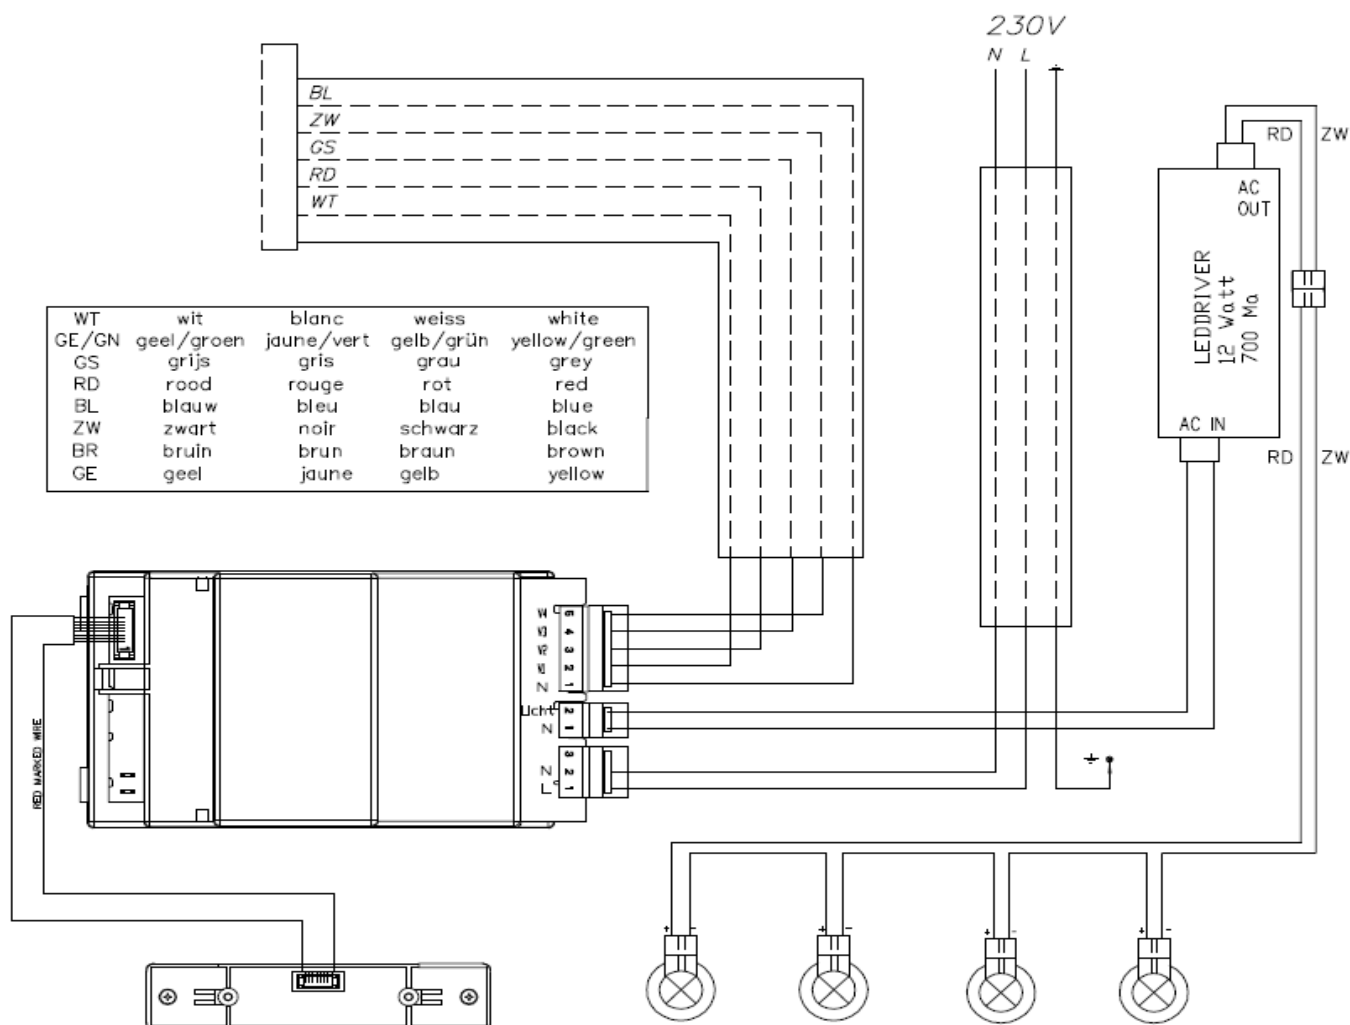 230V
N L
BL
ZW
GS
RD
WT
RD ZW
AC
OUT
LEDDRIVER
12 Watt
700 Ma
AC IN
RD ZW
WT wit blanc weiss white
GE/GN geel/groen jaune/vert gelb/grün yellow/green
GS grijs gris grau grey
RD rood rouge rot red
BL blauw bleu blau blue
ZW zwart noir schwarz black
BR bruin brun braun brown
GE geel jaune gelb yellow
V4 5
V3 4
V2 3
V1 2
N 1
Licht 2
N 1
3
N 2
L 1
RED MARKED WIRE
+ - + - + - + -